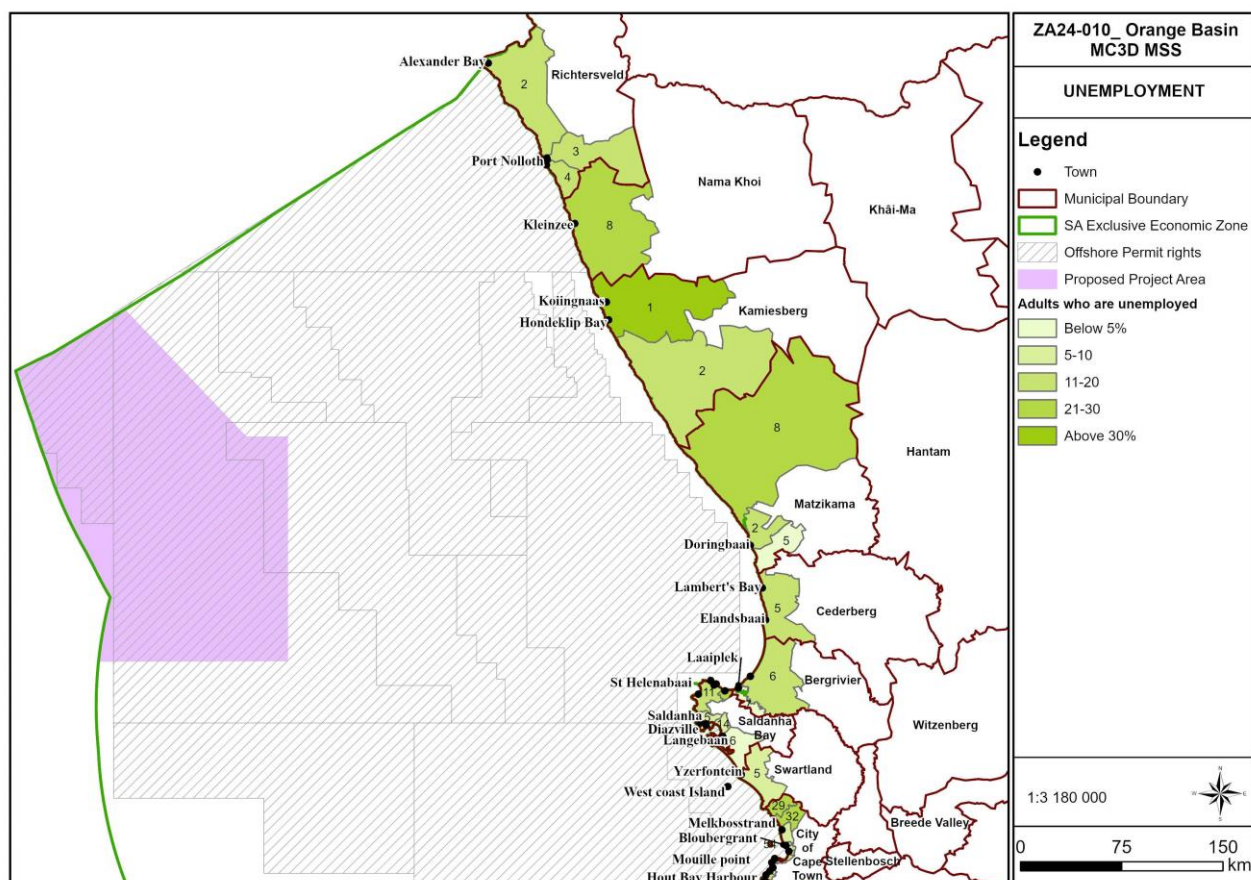 ZA24-010_ Orange Basin
MC3D MSS
UNEMPLOYMENT
Legend
Town
Municipal Boundary
SA Exclusive Economic Zone
Offshore Permit rights
Proposed Project Area
Adults who are unemployed
Below 5%
5-10
11-20
21-30
Above 30%
1:3 180 000
N
W E
S
0 75 150
km
Alexander Bay
Richtersveld
2
3
Port Nolloth
4
Nama Khoi
Khâi-Ma
Kleinzee
8
Koiingnaas
1
Kamiesberg
Hondeklip Bay
2
8
Hantam
Matzikama
2
5
Doringbaai
Lambert's Bay
5
Cederberg
Elandsbaai
Laaiplek
6
Bergrivier
St Helenabaai
11
Witzenberg
Saldanha
5
14
Saldanha
Bay
Diazville
Langebaan
6
Yzerfontein
5
Swartland
West coast Island
29
32
Melkbosstrand
Breede Valley
Bloubergrant
City
of
Cape
Town
Stellenbosch
Mouille point
Hout Bay Harbour